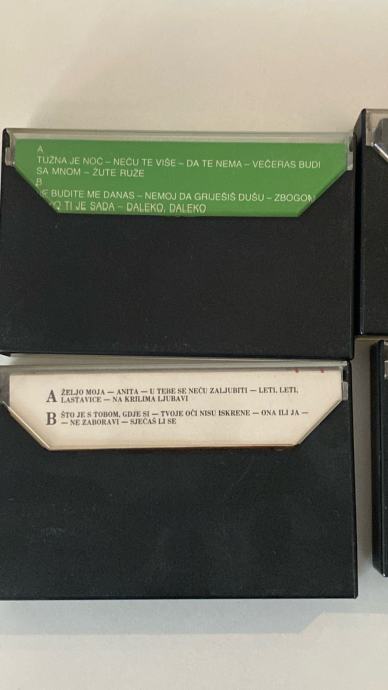 A
TUŽNA JE NOĆ – NEĆU TE VIŠE – DA TE NEMA – VEČERAS BUDI
SA MNOM – ŽUTE RUŽE
B
BUDITE ME DANAS – NEMOJ DA GRIJEŠIŠ DUŠU – ZBOGOM
TI JE SADA – DALEKO, DALEKO
A ŽELJO MOJA — ANITA — U TEBE SE NEĆU ZALJUBITI — LETI, LETI,
LASTAVICE — NA KRILIMA LJUBAVI
B ŠTO JE S TOBOM, GDJE SI — TVOJE OČI NISU ISKRENE — ONA ILI JA —
— NE ZABORAVI — SJEĆAŠ LI SE